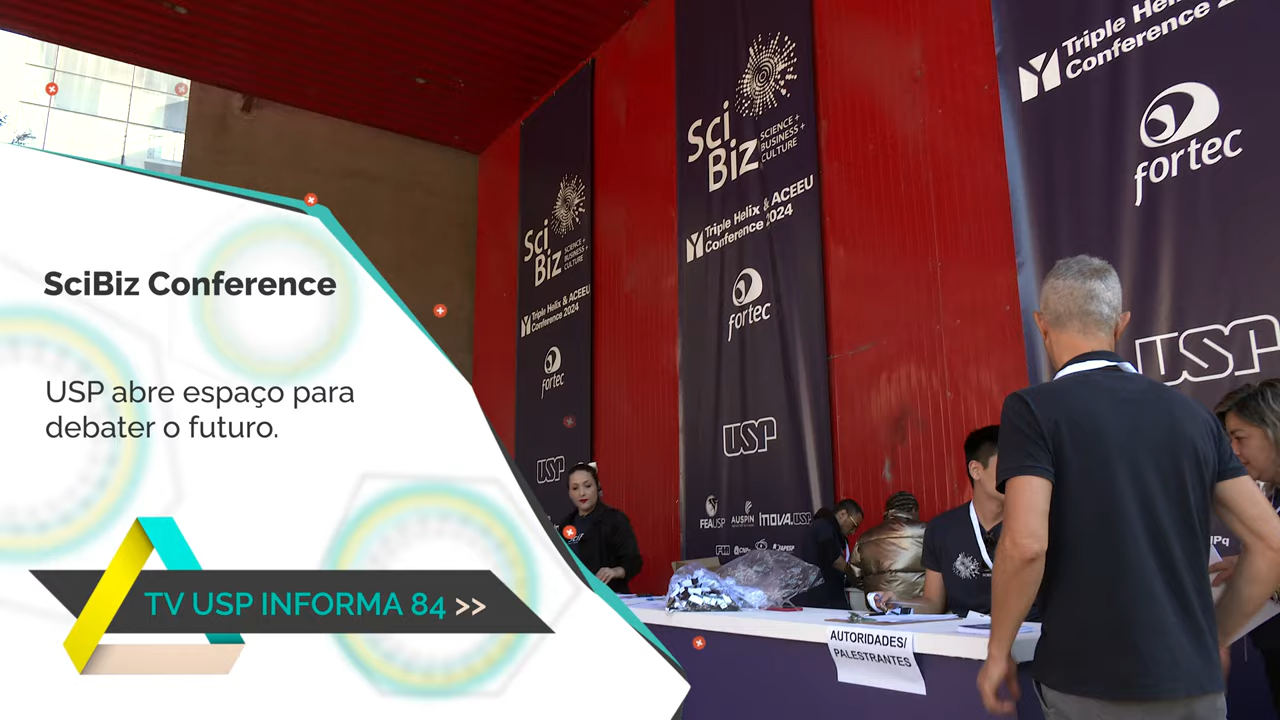 SciBiz Conference
USP abre espaço para
debater o futuro.
TV USP INFORMA 84 >>
Sci
Biz
SCIENCE +
BUSINESS +
CULTURE
Triple Helix & ACEEU
Conference 2024
fortec
USP
Sci
Biz
SCIENCE +
BUSINESS +
CULTURE
Triple Helix & ACEEU
Conference 2024
fortec
USP
FEAUSP
AUSPIN
INOVA.USP
Triple Helix
Conference 2
fortec
USP
AUTORIDADES/
PALESTRANTES